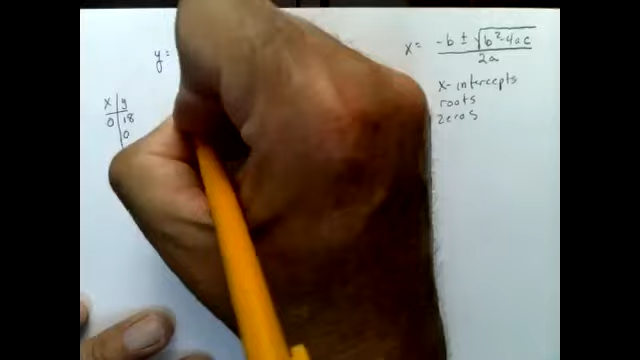 y =
x = -b ± √b²-4ac
2a
x-intercepts
roots
zeros
x | y
0 | 18
0